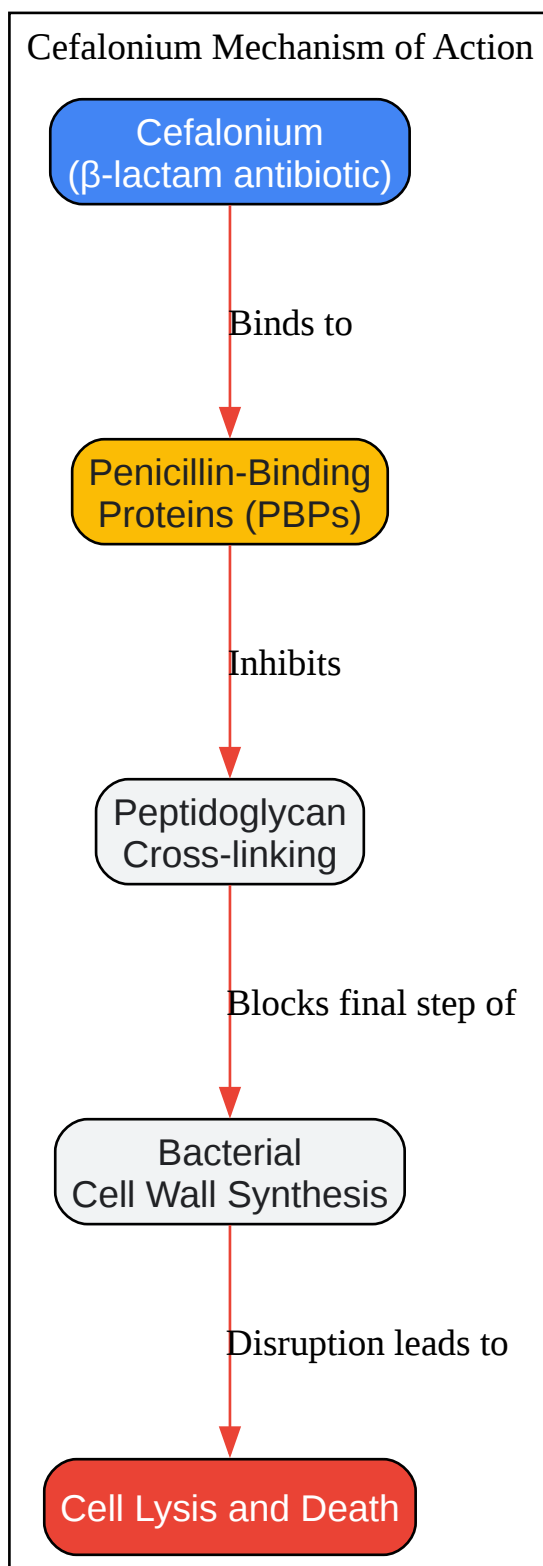 Cefalonium Mechanism of Action
Cefalonium
(β-lactam antibiotic)
Binds to
Penicillin-Binding
Proteins (PBPs)
Inhibits
Peptidoglycan
Cross-linking
Blocks final step of
Bacterial
Cell Wall Synthesis
Disruption leads to
Cell Lysis and Death